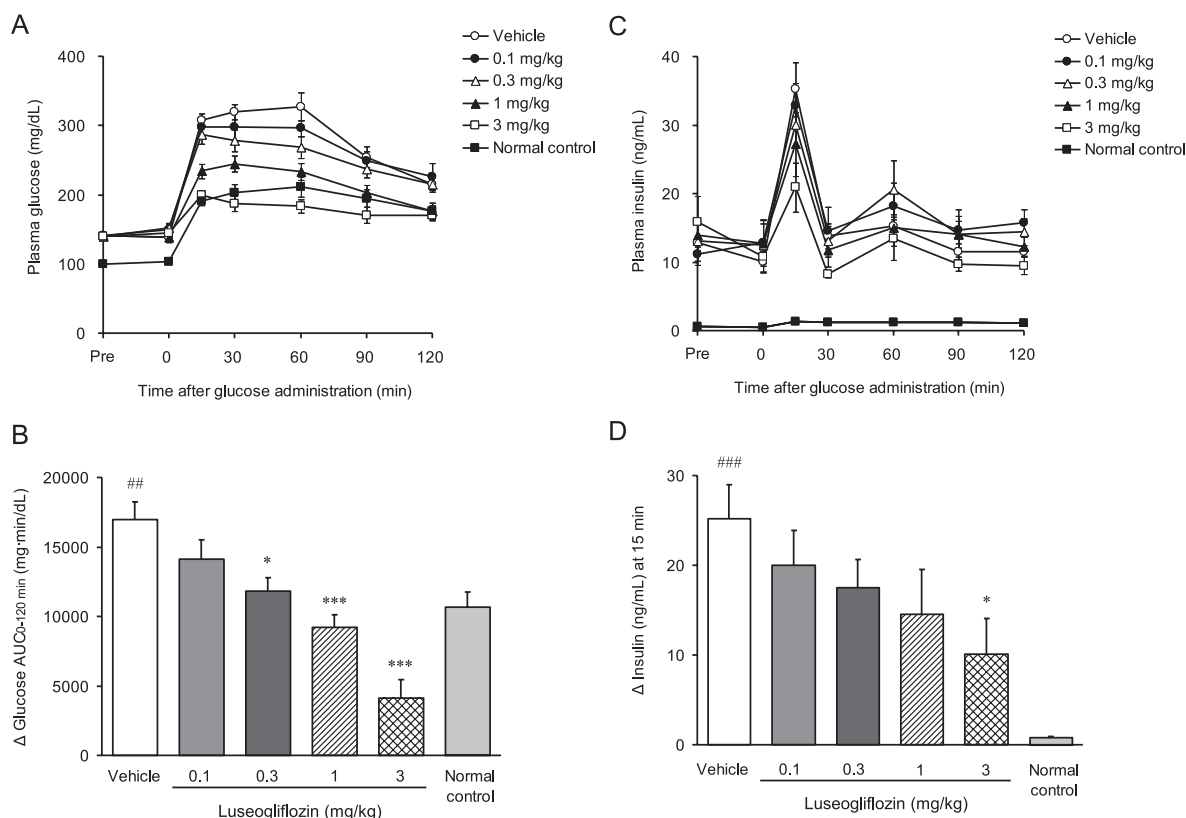 A
Vehicle
0.1 mg/kg
0.3 mg/kg
1 mg/kg
3 mg/kg
Normal control
400
300
200
100
0
Plasma glucose (mg/dL)
Pre 0 30 60 90 120
Time after glucose administration (min)
C
Vehicle
0.1 mg/kg
0.3 mg/kg
1 mg/kg
3 mg/kg
Normal control
40
30
20
10
0
Plasma insulin (ng/mL)
Pre 0 30 60 90 120
Time after glucose administration (min)
B
20000
15000
10000
5000
0
Δ Glucose AUC0-120 min (mg·min/dL)
##
*
***
***
Vehicle 0.1 0.3 1 3 Normal
control
Luseogliflozin (mg/kg)
D
30
20
10
0
Δ Insulin (ng/mL) at 15 min
###
*
Vehicle 0.1 0.3 1 3 Normal
control
Luseogliflozin (mg/kg)